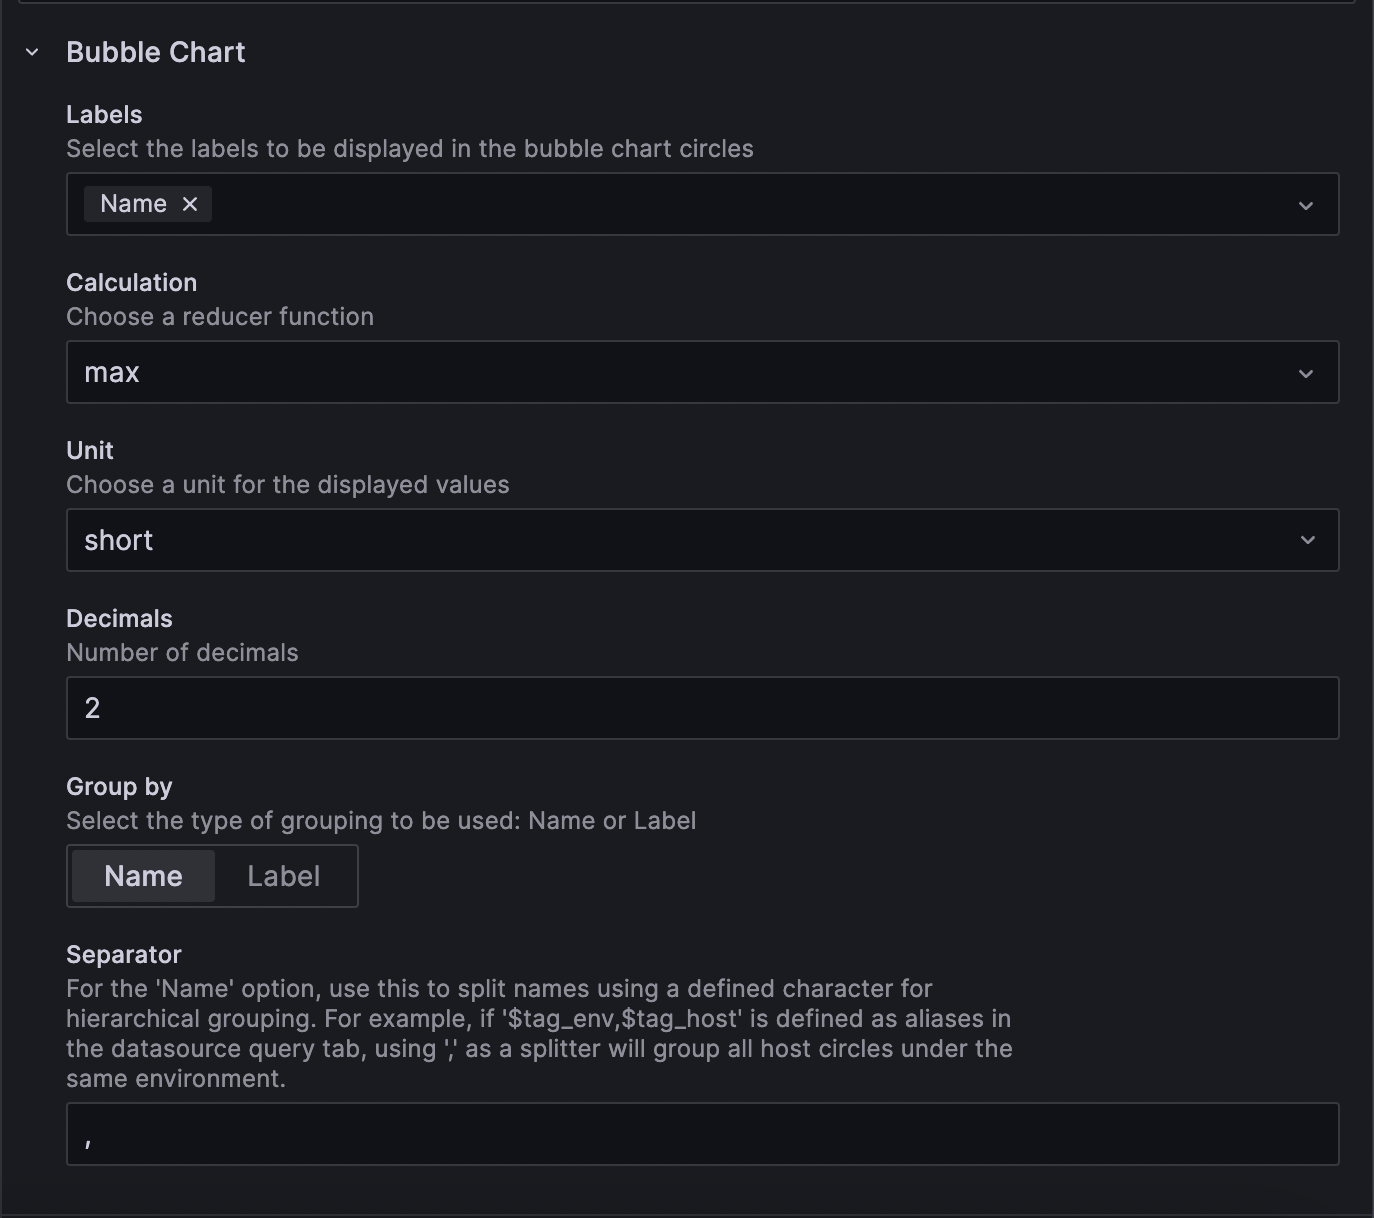 Bubble Chart
Labels
Select the labels to be displayed in the bubble chart circles
Name
Calculation
Choose a reducer function
max
Unit
Choose a unit for the displayed values
short
Decimals
Number of decimals
2
Group by
Select the type of grouping to be used: Name or Label
Name Label
Separator
For the 'Name' option, use this to split names using a defined character for
hierarchical grouping. For example, if '$tag_env,$tag_host' is defined as aliases in
the datasource query tab, using ',' as a splitter will group all host circles under the
same environment.
,